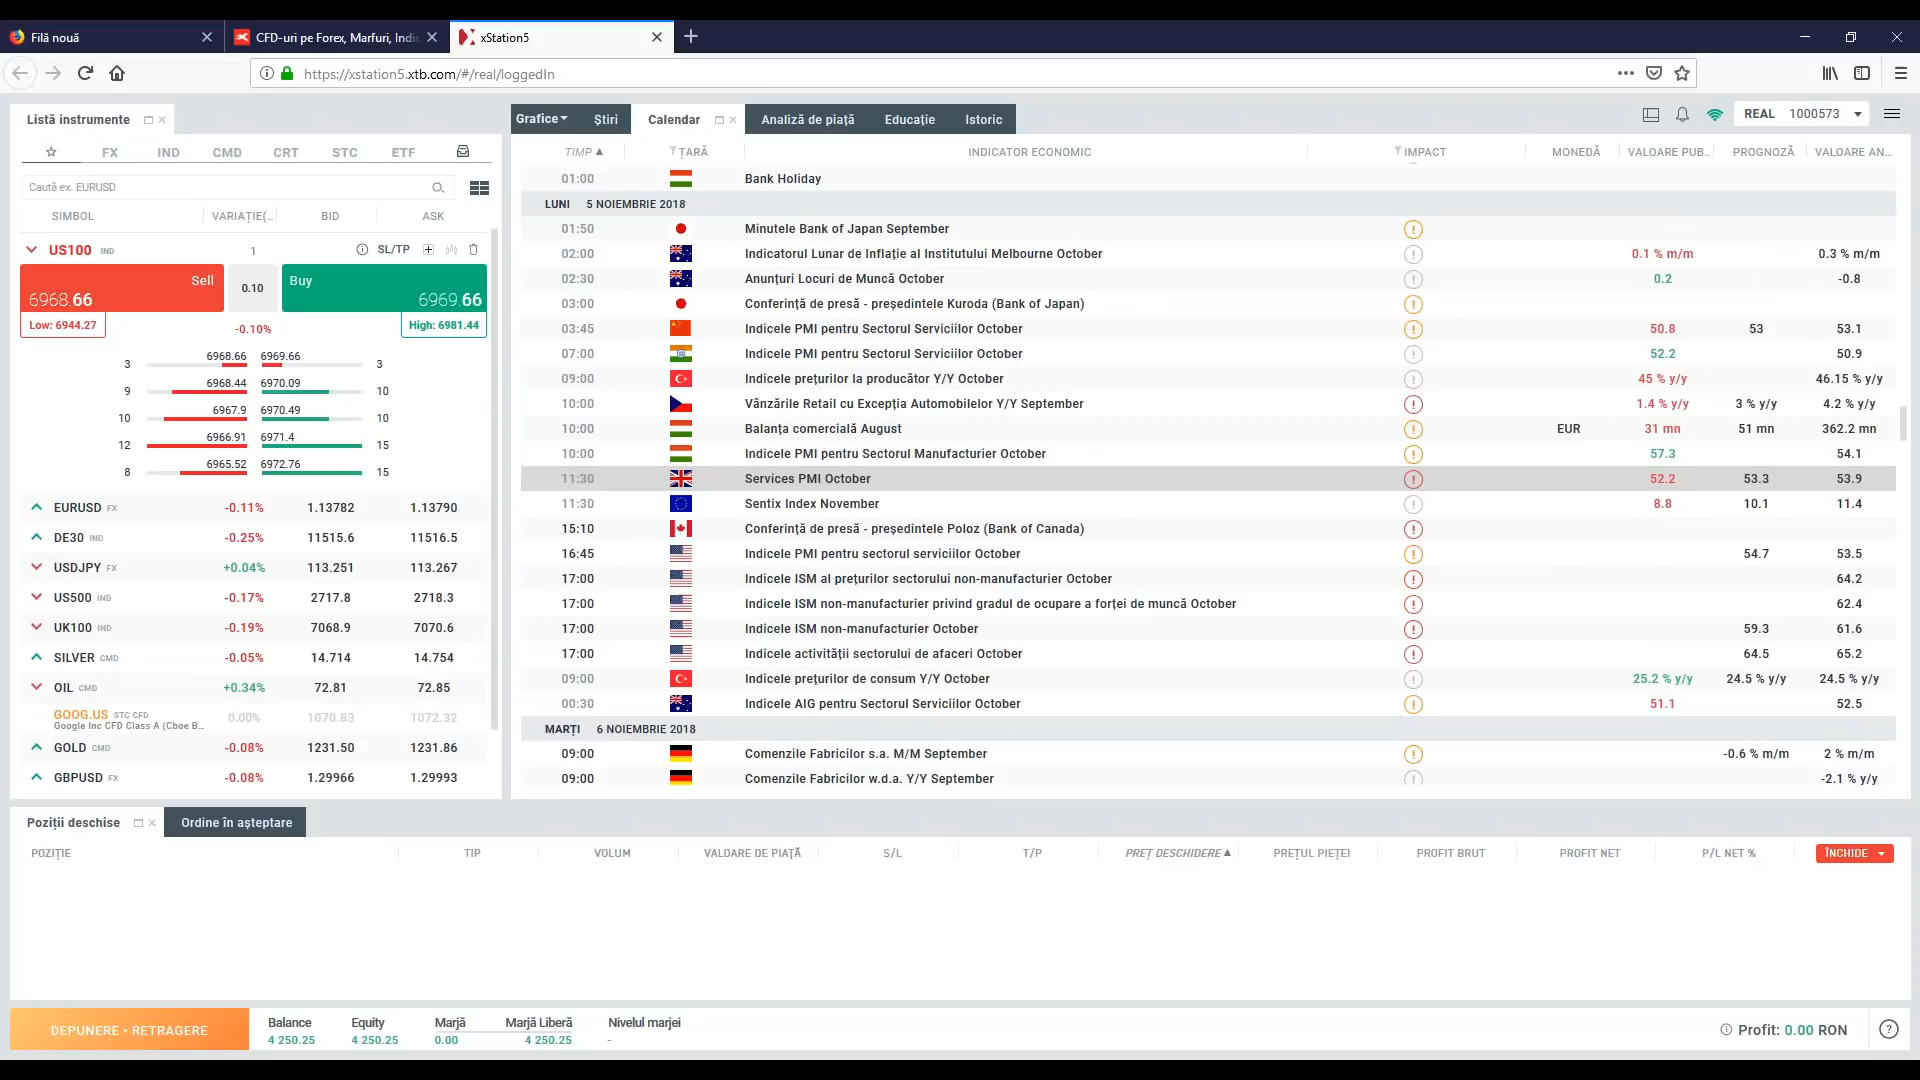 Filă nouă
CFD-uri pe Forex, Marfuri, Indi
xStation5
https://xstation5.xtb.com/#/real/loggedIn
Listă instrumente
Grafice
Știri
Calendar
Analiză de piață
Educație
Istoric
REAL 1000573
FX IND CMD CRT STC ETF
Caută ex. EURUSD
SIMBOL VARIAȚIE(... BID ASK
US100 IND 1 SL/TP
Sell 6968.66
0.10
Buy 6969.66
Low: 6944.27
-0.10%
High: 6981.44
3 6968.66 6969.66 3
9 6968.44 6970.09 10
10 6967.9 6970.49 10
12 6966.91 6971.4 15
8 6965.52 6972.76 15
EURUSD FX -0.11% 1.13782 1.13790
DE30 IND -0.25% 11515.6 11516.5
USDJPY FX +0.04% 113.251 113.267
US500 IND -0.17% 2717.8 2718.3
UK100 IND -0.19% 7068.9 7070.6
SILVER CMD -0.05% 14.714 14.754
OIL CMD +0.34% 72.81 72.85
GOOG.US STC CFD 0.00% 1070.83 1072.32
Google Inc CFD Class A (Cboe B...
GOLD CMD -0.08% 1231.50 1231.86
GBPUSD FX -0.08% 1.29966 1.29993
TIMP ▲ ȚARĂ INDICATOR ECONOMIC IMPACT MONEDĂ VALOARE PUB... PROGNOZĂ VALOARE AN...
01:00 Bank Holiday
LUNI 5 NOIEMBRIE 2018
01:50 Minutele Bank of Japan September
02:00 Indicatorul Lunar de Inflație al Institutului Melbourne October 0.1 % m/m 0.3 % m/m
02:30 Anunțuri Locuri de Muncă October 0.2 -0.8
03:00 Conferință de presă - președintele Kuroda (Bank of Japan)
03:45 Indicele PMI pentru Sectorul Serviciilor October 50.8 53 53.1
07:00 Indicele PMI pentru Sectorul Serviciilor October 52.2 50.9
09:00 Indicele prețurilor la producător Y/Y October 45 % y/y 46.15 % y/y
10:00 Vânzările Retail cu Excepția Automobilelor Y/Y September 1.4 % y/y 3 % y/y 4.2 % y/y
10:00 Balanța comercială August EUR 31 mn 51 mn 362.2 mn
10:00 Indicele PMI pentru Sectorul Manufacturier October 57.3 54.1
11:30 Services PMI October 52.2 53.3 53.9
11:30 Sentix Index November 8.8 10.1 11.4
15:10 Conferință de presă - președintele Poloz (Bank of Canada)
16:45 Indicele PMI pentru sectorul serviciilor October 54.7 53.5
17:00 Indicele ISM al prețurilor sectorului non-manufacturier October 64.2
17:00 Indicele ISM non-manufacturier privind gradul de ocupare a forței de muncă October 62.4
17:00 Indicele ISM non-manufacturier October 59.3 61.6
17:00 Indicele activității sectorului de afaceri October 64.5 65.2
09:00 Indicele prețurilor de consum Y/Y October 25.2 % y/y 24.5 % y/y 24.5 % y/y
00:30 Indicele AIG pentru Sectorul Serviciilor October 51.1 52.5
MARȚI 6 NOIEMBRIE 2018
09:00 Comenzile Fabricilor s.a. M/M September -0.6 % m/m 2 % m/m
09:00 Comenzile Fabricilor w.d.a. Y/Y September -2.1 % y/y
Poziții deschise
Ordine în așteptare
POZIȚIE TIP VOLUM VALOARE DE PIAȚĂ S/L T/P PREȚ DESCHIDERE ▲ PREȚUL PIEȚEI PROFIT BRUT PROFIT NET P/L NET % ÎNCHIDE
DEPUNERE • RETRAGERE
Balance Equity Marjă Marjă Liberă Nivelul marjei
4 250.25 4 250.25 0.00 4 250.25 -
Profit: 0.00 RON